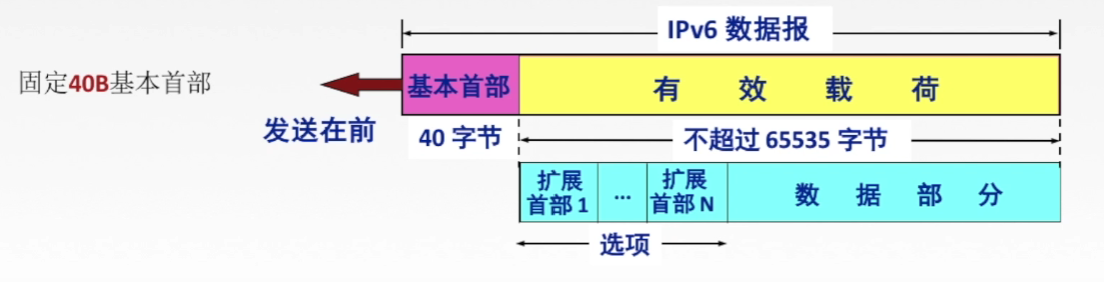 IPv6 数据报
固定40B基本首部
基本首部
有 效 载 荷
发送在前
40 字节
不超过 65535 字节
扩展
首部 1
...
扩展
首部 N
数 据 部 分
选项